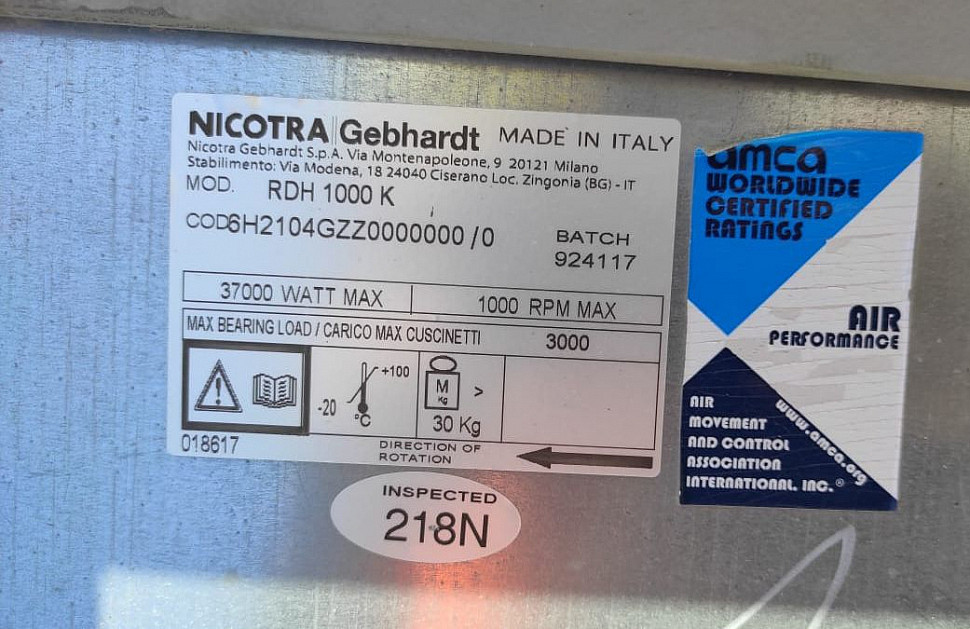 NICOTRA Gebhardt MADE IN ITALY
Nicotra Gebhardt S.p.A. Via Montenapoleone, 9 20121 Milano
Stabilimento: Via Modena, 18 24040 Ciserano Loc. Zingonia (BG) - IT
MOD. RDH 1000 K
COD6H2104GZZ0000000/0
BATCH
924117
37000 WATT MAX
1000 RPM MAX
MAX BEARING LOAD / CARICO MAX CUSCINETTI
3000
-20
+100
°C
M
Kg
>
30 Kg
018617
DIRECTION OF
ROTATION
INSPECTED
218N
amca
WORLDWIDE
CERTIFIED
RATINGS
AIR
PERFORMANCE
AIR
MOVEMENT
AND CONTROL
ASSOCIATION
INTERNATIONAL. INC.®
www.amca.org